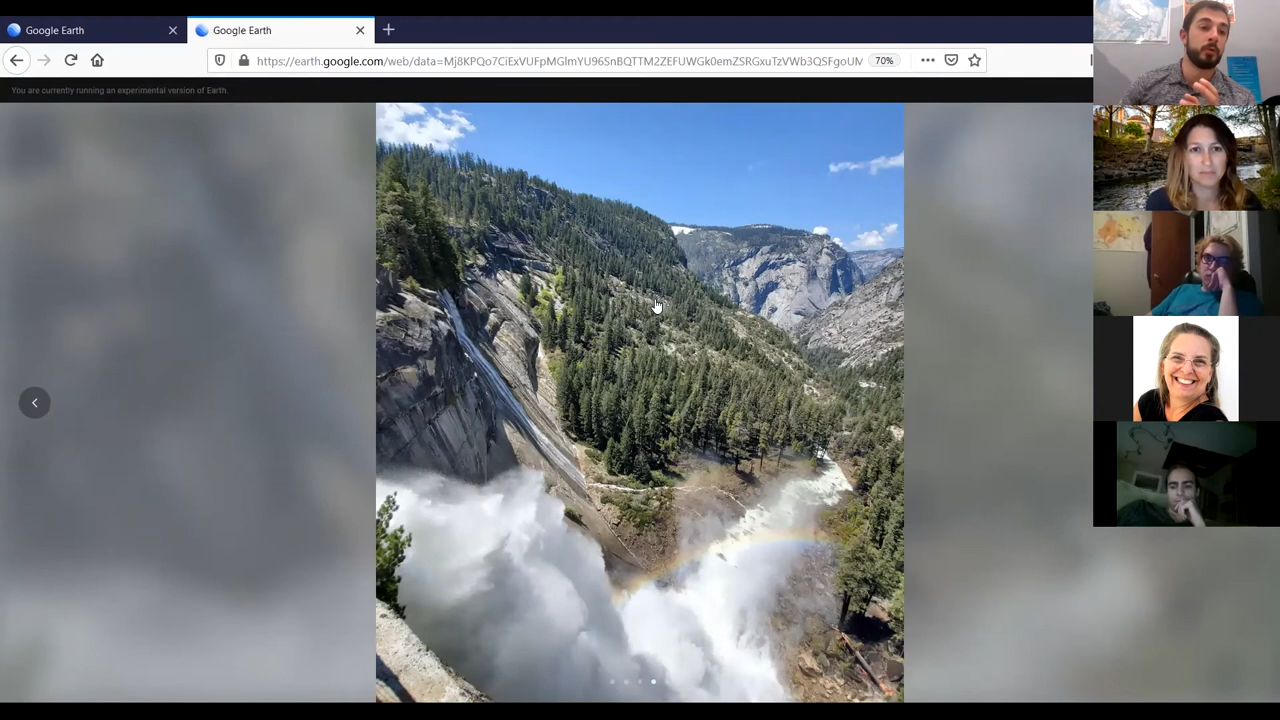 Google Earth
Google Earth
https://earth.google.com/web/data=Mj8KPQo7CixVUFpMGlmYU96SnBQTTM2ZEFUWGk0emZSRGxuTzVWb3QSFgoUM
70%
You are currently running an experimental version of Earth.